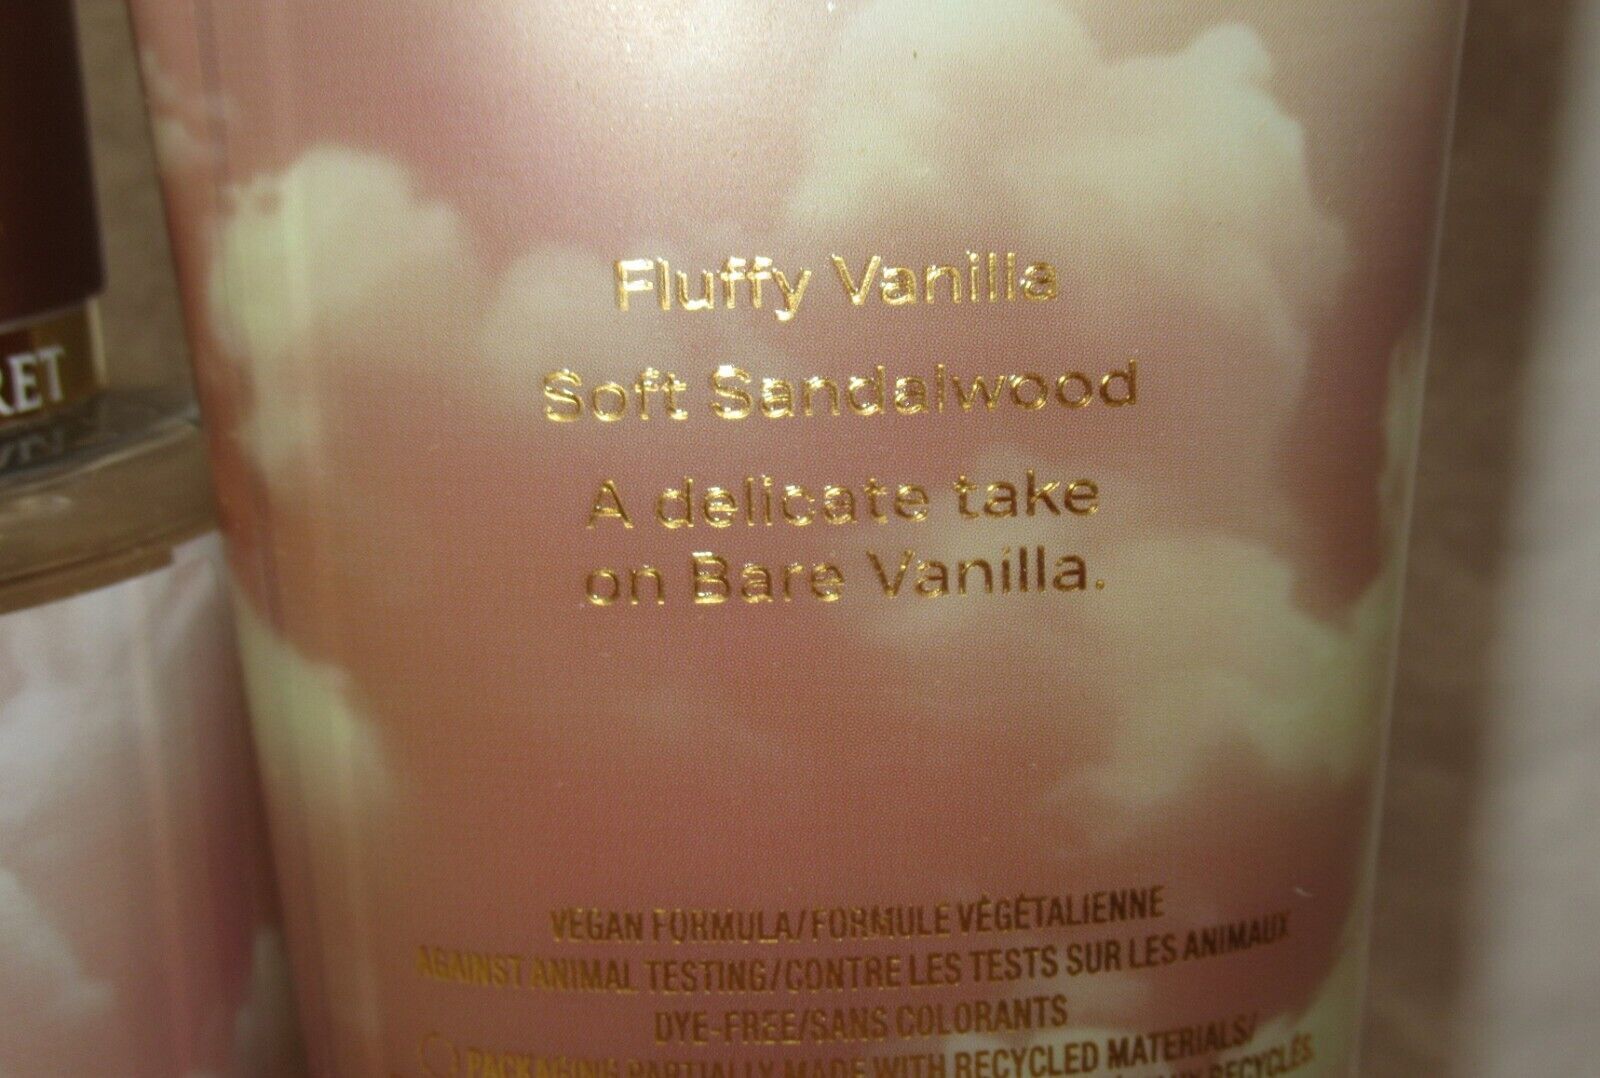 RET
Fluffy Vanilla
Soft Sandalwood
A delicate take
on Bare Vanilla.
VEGAN FORMULA/FORMULE VÉGÉTALIENNE
AGAINST ANIMAL TESTING/CONTRE LES TESTS SUR LES ANIMAUX
DYE-FREE/SANS COLORANTS
PACKAGING PARTIALLY MADE WITH RECYCLED MATERIALS/
RECYCLÉS